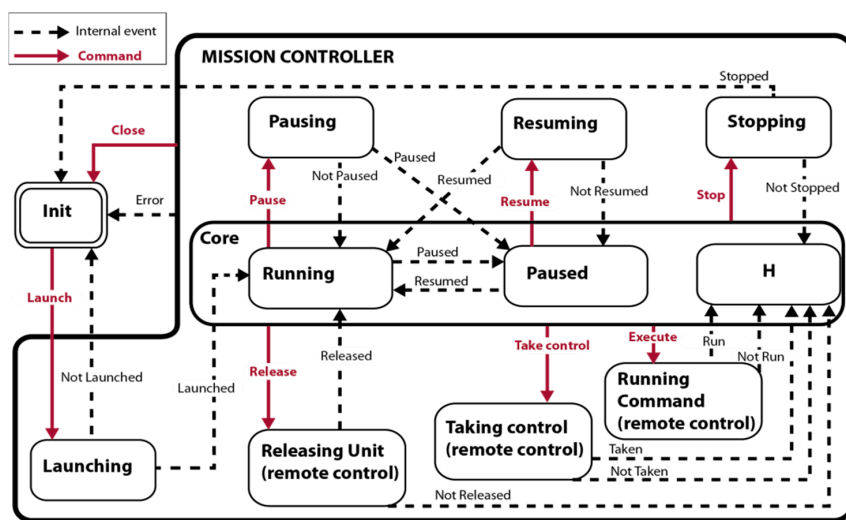 Internal event
Command
MISSION CONTROLLER
Stopped
Pausing
Resuming
Stopping
Close
Paused
Not Paused
Resumed
Not Resumed
Not Stopped
Init
Error
Pause
Resume
Stop
Core
Running
Paused
Resumed
Paused
H
Launch
Not Launched
Launched
Release
Released
Take control
Execute
Run
Not Run
Running
Command
(remote control)
Launching
Releasing Unit
(remote control)
Taking control
(remote control)
Taken
Not Taken
Not Released